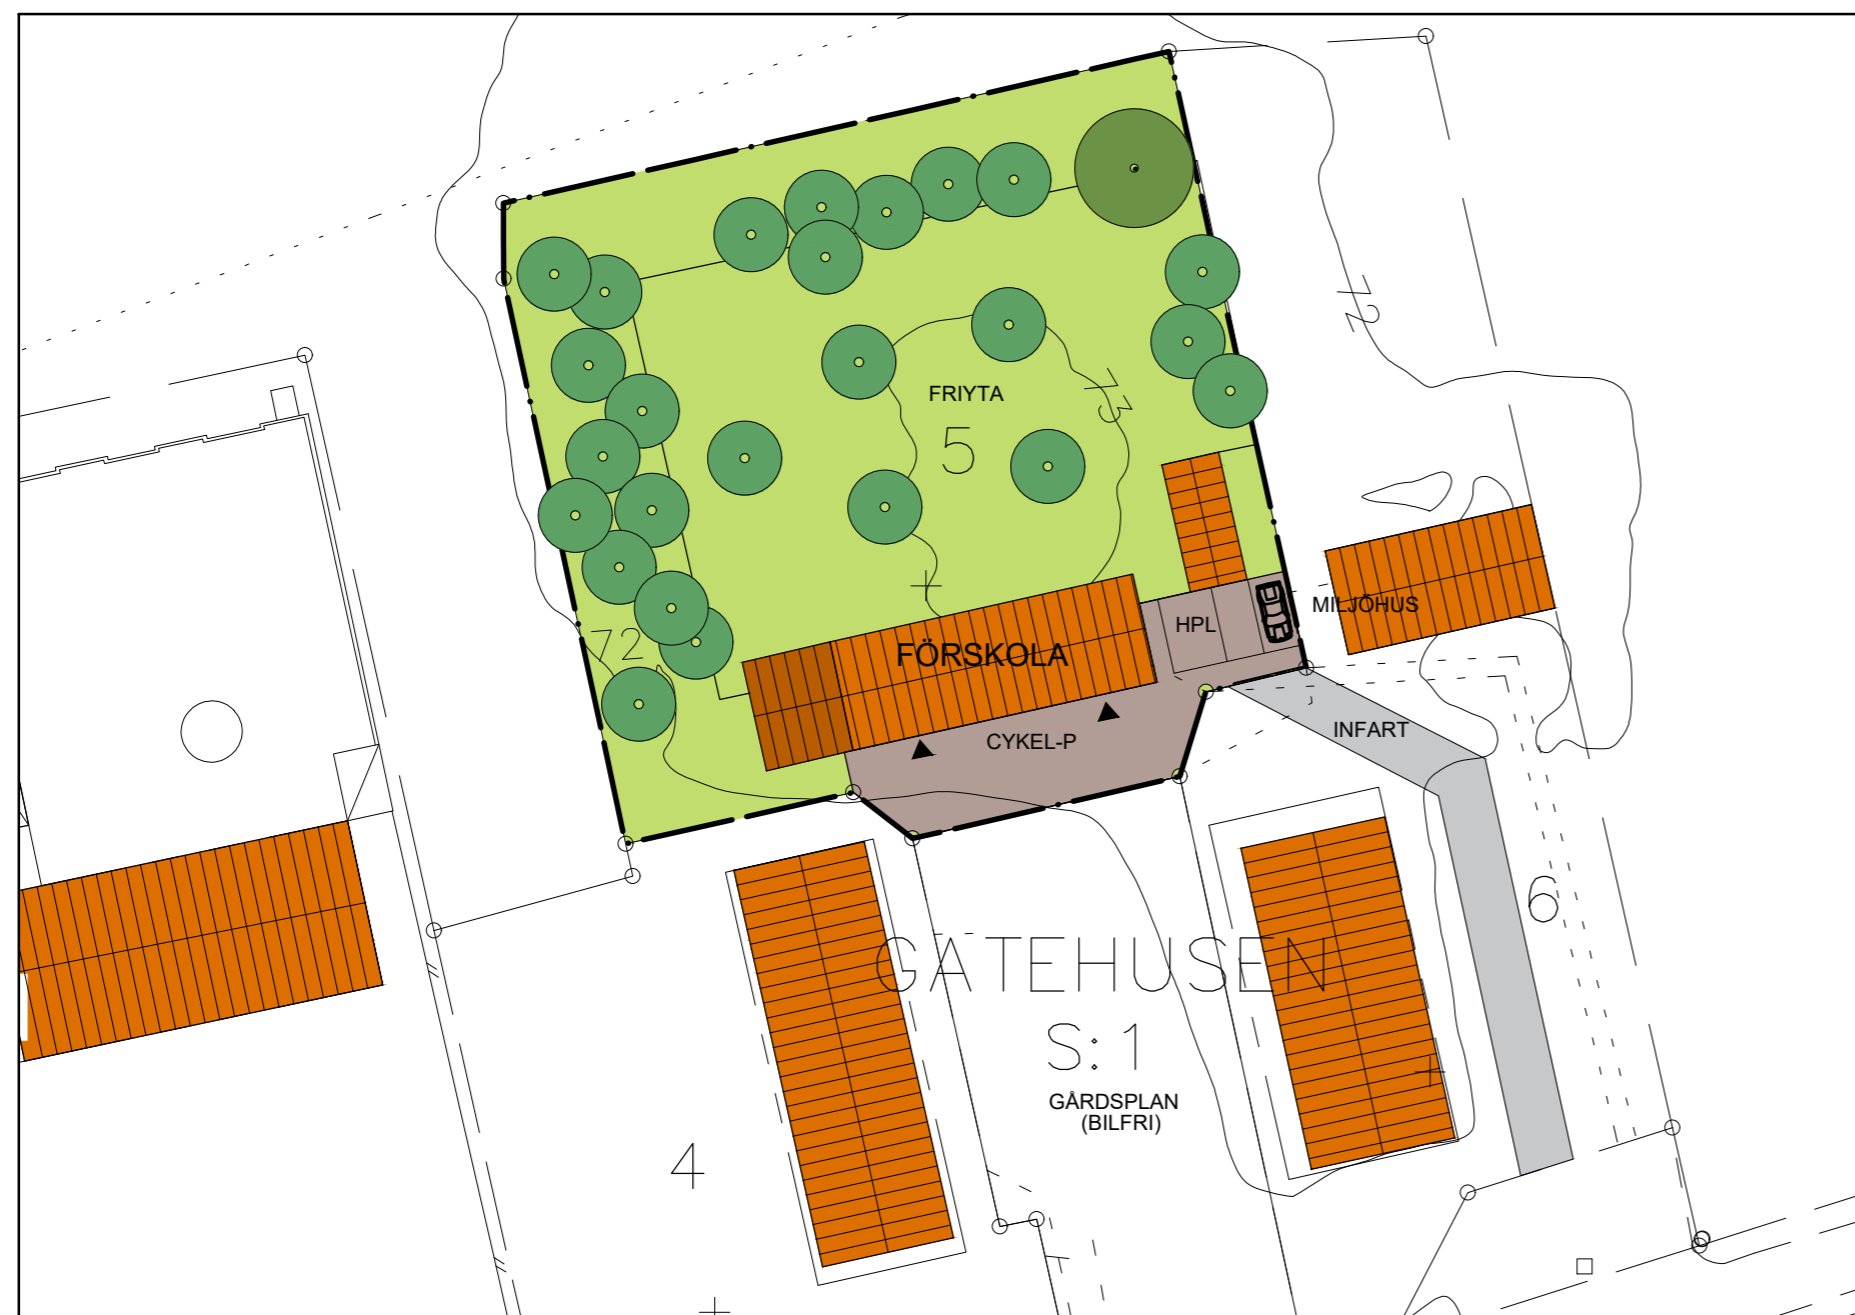 72
FRIYTA
73
5
HPL
MILJÖHUS
72
FÖRSKOLA
INFART
CYKEL-P
6
GATEHUSEN
S:1
GÅRDSPLAN
(BILFRI)
4